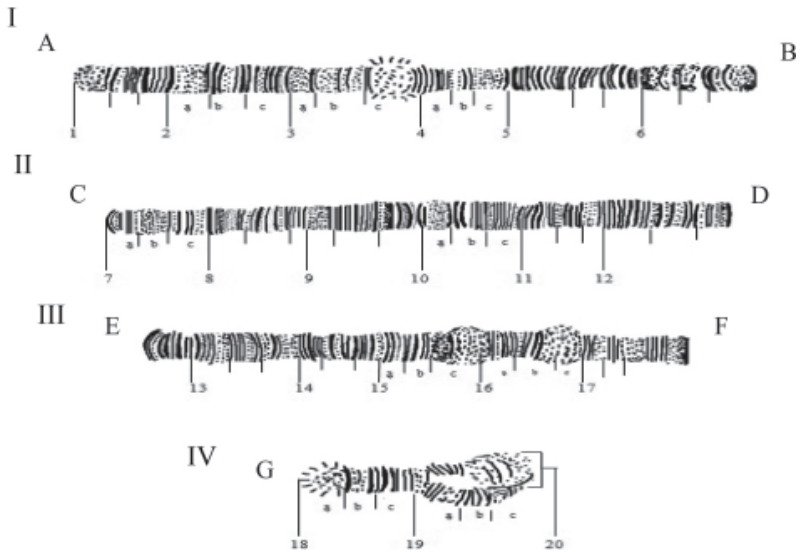 I
A B
a b c a b c a b c
1 2 3 4 5 6
II
C D
a b c a b c
7 8 9 10 11 12
III
E F
a b c a b c
13 14 15 16 17
IV
G
a b c a b c
18 19 20